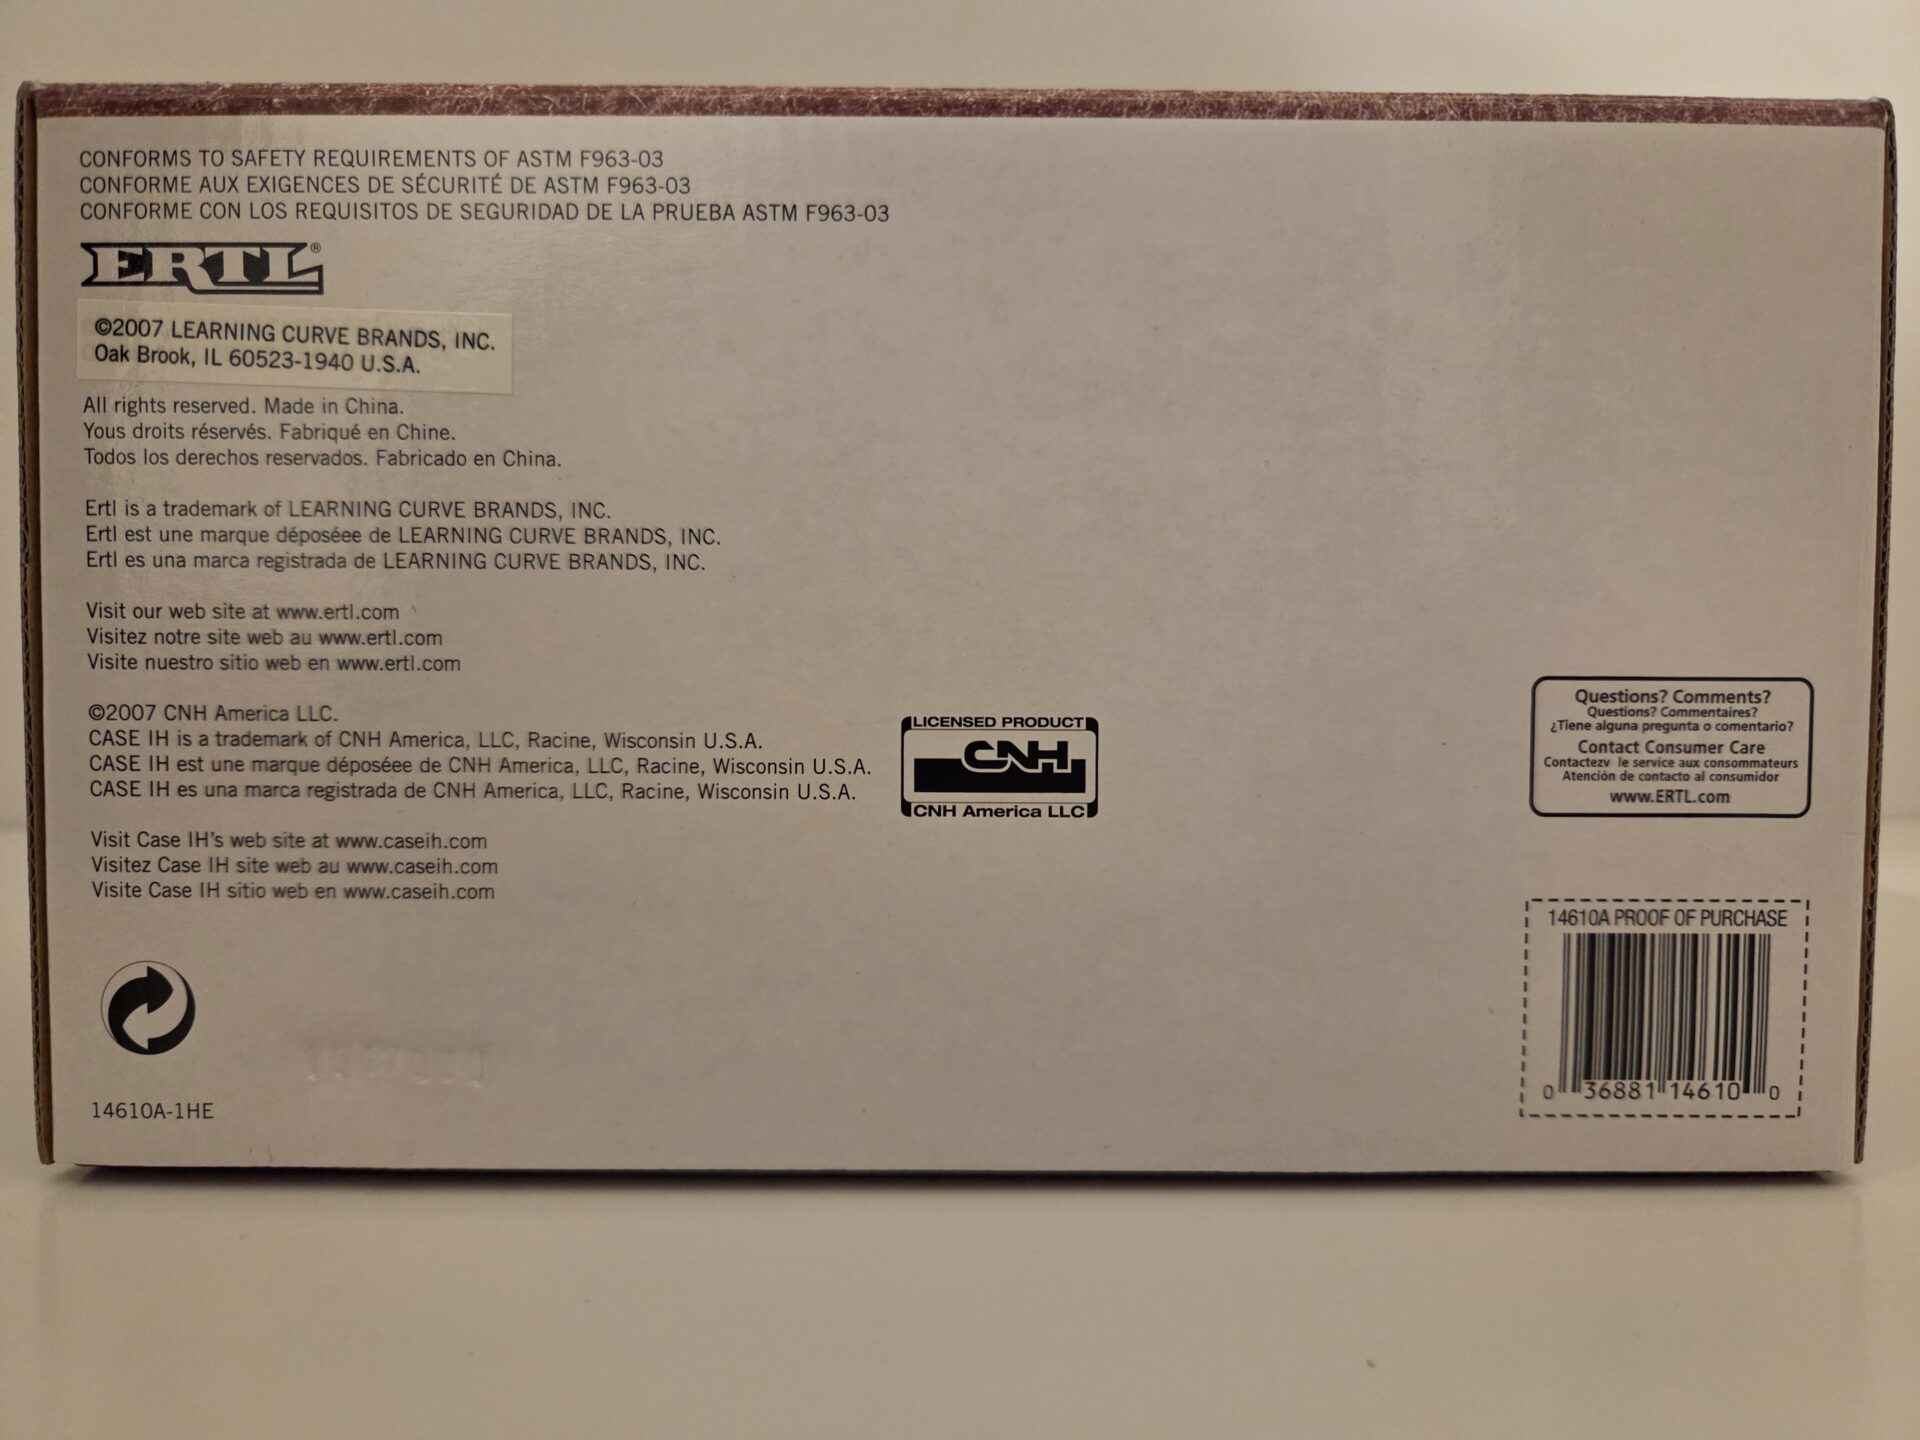 CONFORMS TO SAFETY REQUIREMENTS OF ASTM F963-03
CONFORME AUX EXIGENCES DE SÉCURITÉ DE ASTM F963-03
CONFORME CON LOS REQUISITOS DE SEGURIDAD DE LA PRUEBA ASTM F963-03
ERTL®
©2007 LEARNING CURVE BRANDS, INC.
Oak Brook, IL 60523-1940 U.S.A.
All rights reserved. Made in China.
Yous droits réservés. Fabriqué en Chine.
Todos los derechos reservados. Fabricado en China.
Ertl is a trademark of LEARNING CURVE BRANDS, INC.
Ertl est une marque déposéee de LEARNING CURVE BRANDS, INC.
Ertl es una marca registrada de LEARNING CURVE BRANDS, INC.
Visit our web site at www.ertl.com
Visitez notre site web au www.ertl.com
Visite nuestro sitio web en www.ertl.com
©2007 CNH America LLC.
CASE IH is a trademark of CNH America, LLC, Racine, Wisconsin U.S.A.
CASE IH est une marque déposéee de CNH America, LLC, Racine, Wisconsin U.S.A.
CASE IH es una marca registrada de CNH America, LLC, Racine, Wisconsin U.S.A.
Visit Case IH's web site at www.caseih.com
Visitez Case IH site web au www.caseih.com
Visite Case IH sitio web en www.caseih.com
14610A-1HE
LICENSED PRODUCT
CNH
CNH America LLC
Questions? Comments?
Questions? Commentaires?
¿Tiene alguna pregunta o comentario?
Contact Consumer Care
Contactezv le service aux consommateurs
Atención de contacto al consumidor
www.ERTL.com
14610A PROOF OF PURCHASE
0 36881 14610 0